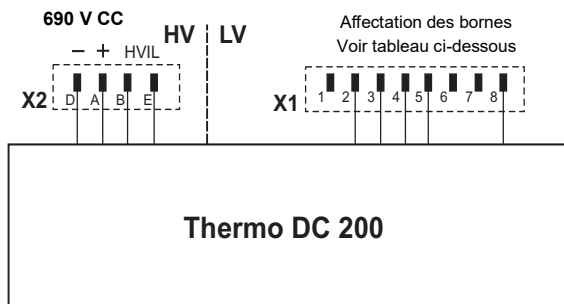 690 V CC
HV LV
Affectation des bornes
Voir tableau ci-dessous
− + HVIL
X2
D A B E
X1
1 2 3 4 5 6 7 8
Thermo DC 200